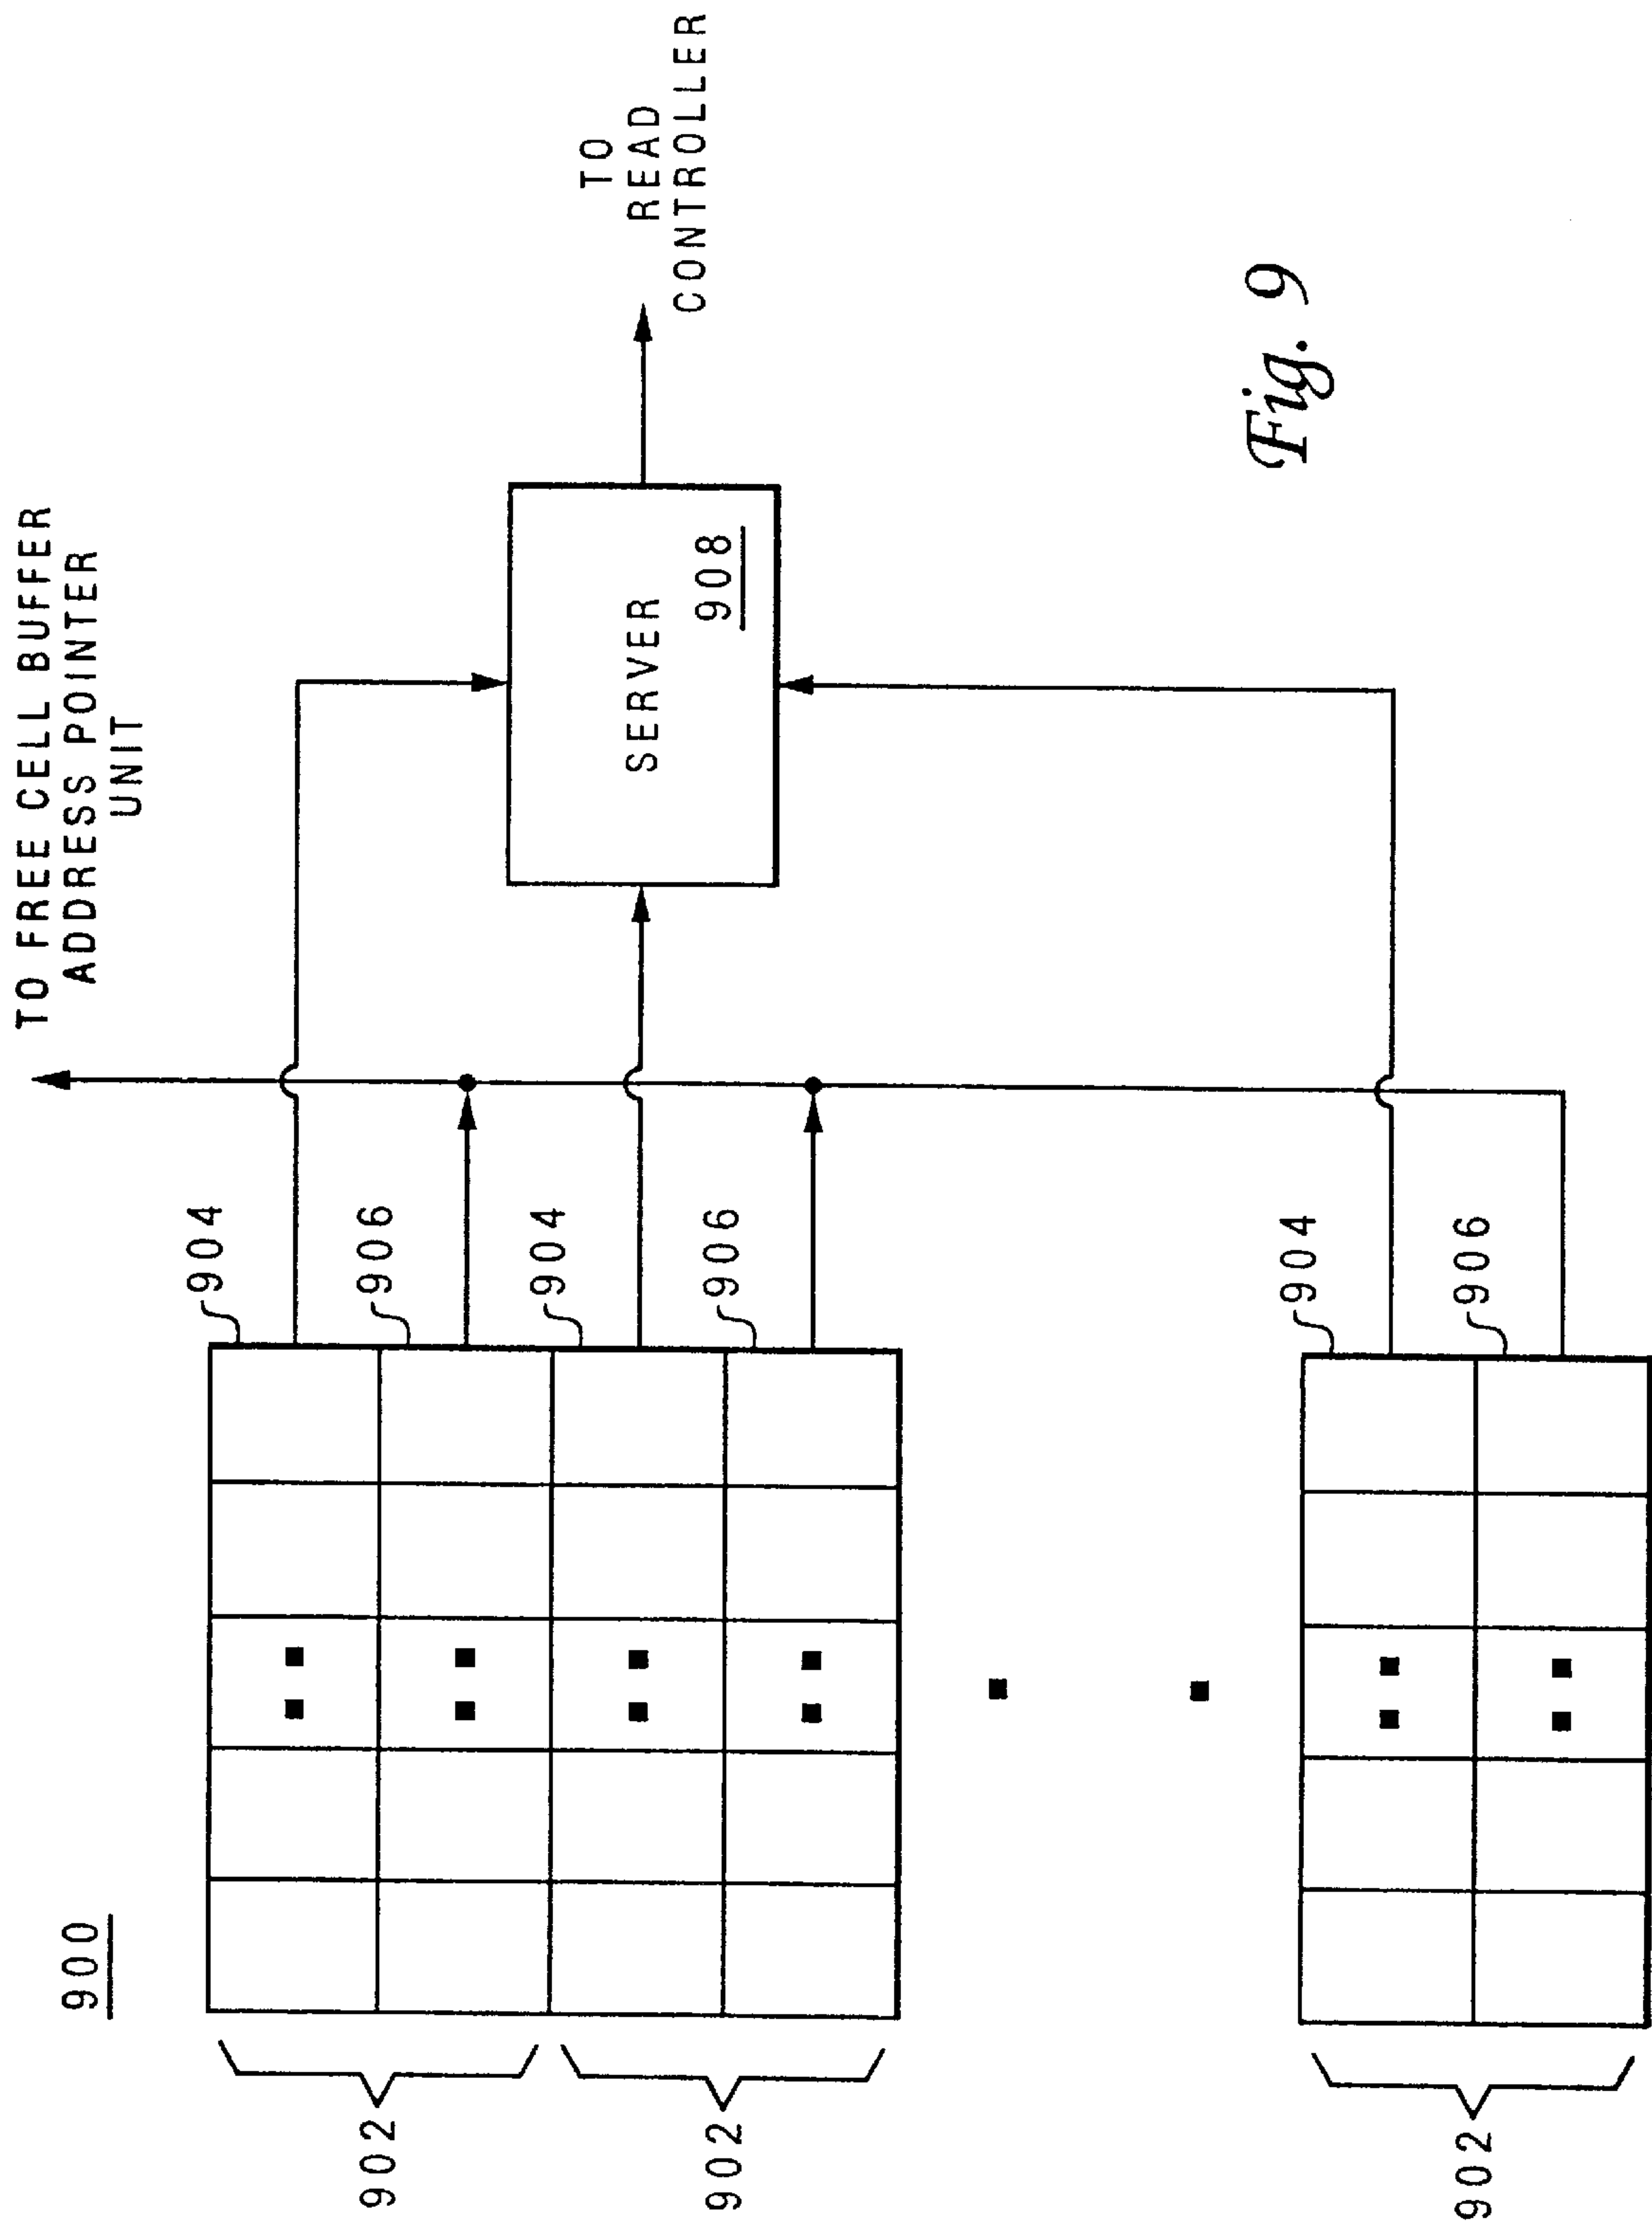 900
TO FREE CELL BUFFER
ADDRESS POINTER
UNIT
902
902
902
904
906
904
906
904
906
SERVER
908
TO
READ
CONTROLLER
Fig. 9